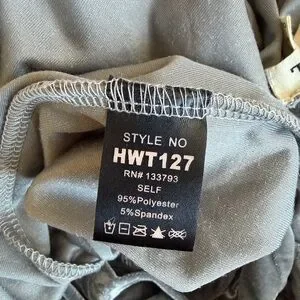 STYLE NO
HWT127
RN# 133793
SELF
95%Polyester
5%Spandex